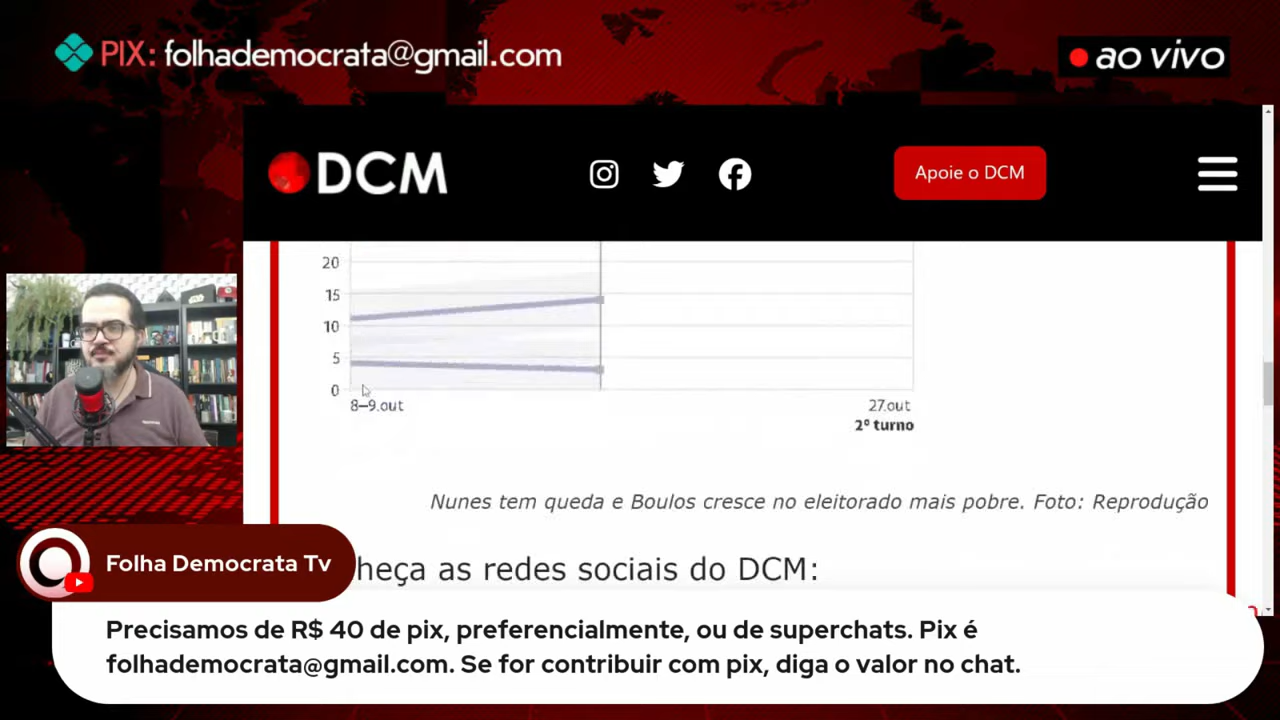 PIX: folhademocrata@gmail.com
ao vivo
DCM
Apoie o DCM
20
15
10
5
0
8–9.out
27.out
2º turno
Nunes tem queda e Boulos cresce no eleitorado mais pobre. Foto: Reprodução
heça as redes sociais do DCM:
Folha Democrata Tv
Precisamos de R$ 40 de pix, preferencialmente, ou de superchats. Pix é
folhademocrata@gmail.com. Se for contribuir com pix, diga o valor no chat.